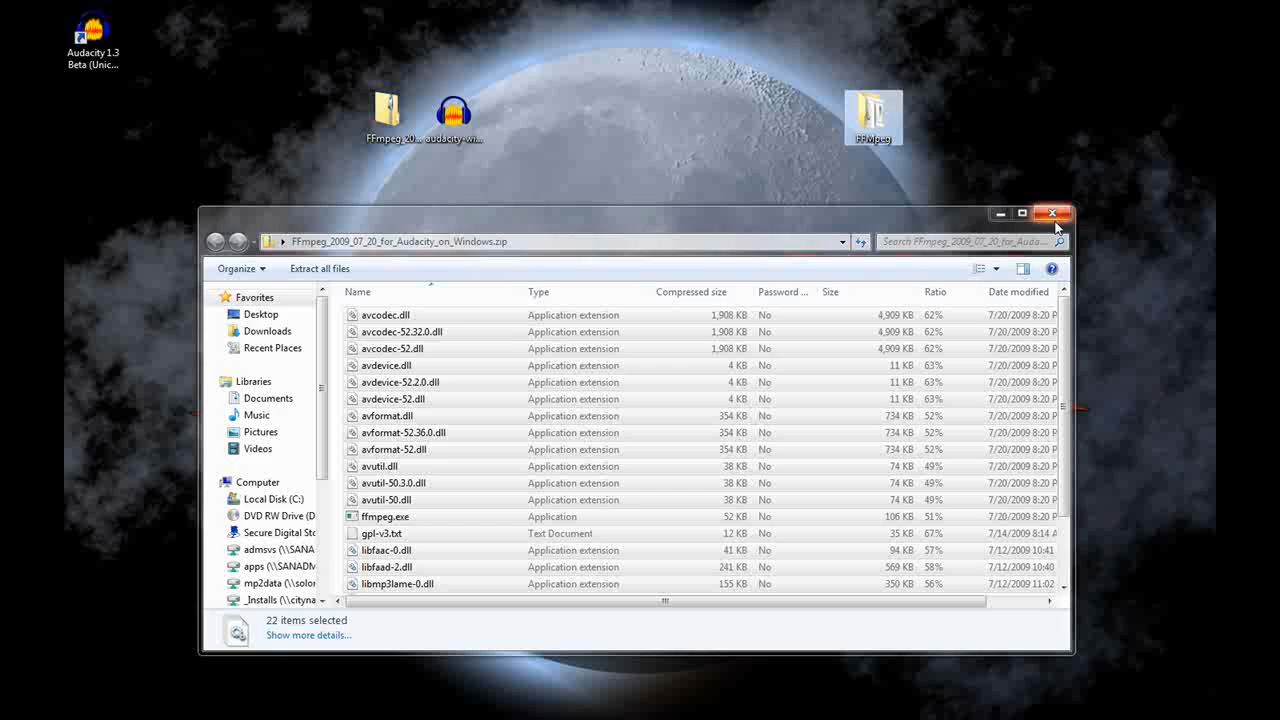 Audacity 1.3
Beta (Unic...
FFmpeg_20...
audacity-wi...
FFMpeg
FFmpeg_2009_07_20_for_Audacity_on_Windows.zip
Search FFmpeg_2009_07_20_for_Auda...
Organize
Extract all files
Favorites
Desktop
Downloads
Recent Places
Libraries
Documents
Music
Pictures
Videos
Computer
Local Disk (C:)
DVD RW Drive (D
Secure Digital Sto
admsvs (\\SANA
apps (\\SANADM
mp2data (\\solor
_Installs (\\cityna
Name Type Compressed size Password ... Size Ratio Date modified
avcodec.dll Application extension 1,908 KB No 4,909 KB 62% 7/20/2009 8:20 P
avcodec-52.32.0.dll Application extension 1,908 KB No 4,909 KB 62% 7/20/2009 8:20 P
avcodec-52.dll Application extension 1,908 KB No 4,909 KB 62% 7/20/2009 8:20 P
avdevice.dll Application extension 4 KB No 11 KB 63% 7/20/2009 8:20 P
avdevice-52.2.0.dll Application extension 4 KB No 11 KB 63% 7/20/2009 8:20 P
avdevice-52.dll Application extension 4 KB No 11 KB 63% 7/20/2009 8:20 P
avformat.dll Application extension 354 KB No 734 KB 52% 7/20/2009 8:20 P
avformat-52.36.0.dll Application extension 354 KB No 734 KB 52% 7/20/2009 8:20 P
avformat-52.dll Application extension 354 KB No 734 KB 52% 7/20/2009 8:20 P
avutil.dll Application extension 38 KB No 74 KB 49% 7/20/2009 8:20 P
avutil-50.3.0.dll Application extension 38 KB No 74 KB 49% 7/20/2009 8:20 P
avutil-50.dll Application extension 38 KB No 74 KB 49% 7/20/2009 8:20 P
ffmpeg.exe Application 52 KB No 106 KB 51% 7/20/2009 8:20 P
gpl-v3.txt Text Document 12 KB No 35 KB 67% 7/14/2009 8:14 A
libfaac-0.dll Application extension 41 KB No 94 KB 57% 7/12/2009 10:41
libfaad-2.dll Application extension 241 KB No 569 KB 58% 7/12/2009 10:40
libmp3lame-0.dll Application extension 155 KB No 350 KB 56% 7/12/2009 11:02
22 items selected
Show more details...